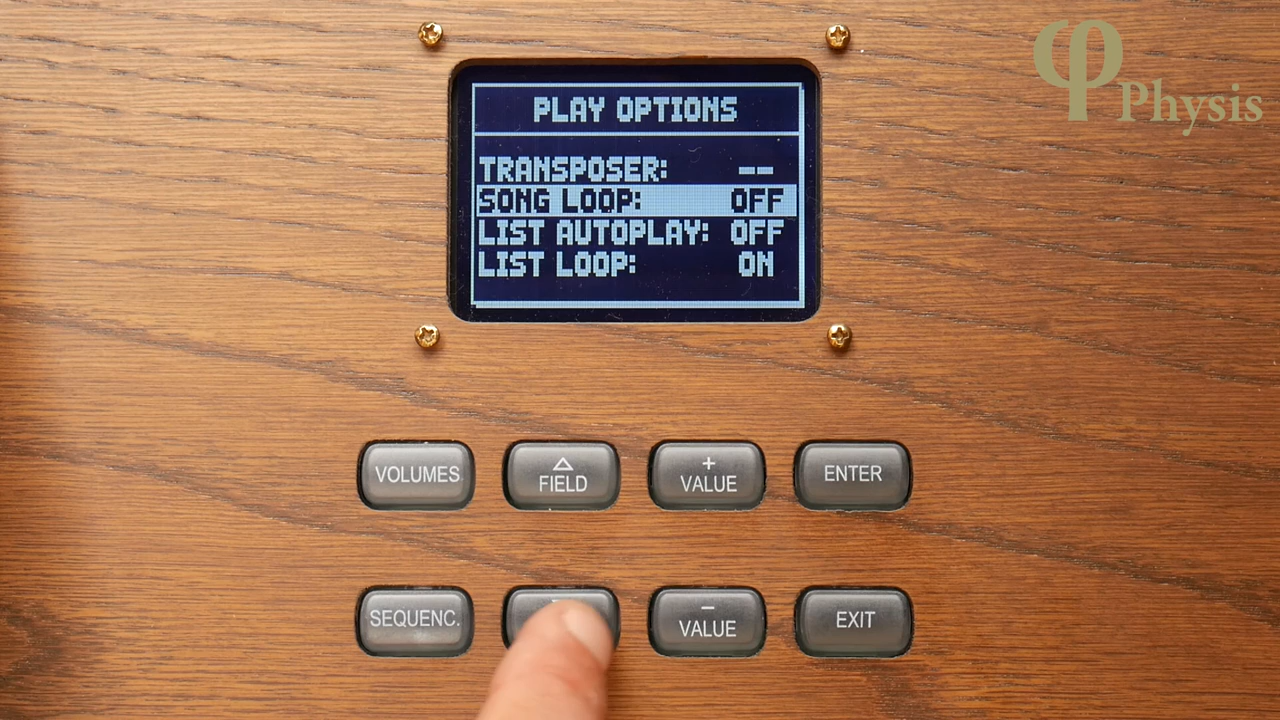 φ Physis
PLAY OPTIONS
TRANSPOSER: --
SONG LOOP: OFF
LIST AUTOPLAY: OFF
LIST LOOP: ON
VOLUMES
△ FIELD
+ VALUE
ENTER
SEQUENC.
− VALUE
EXIT